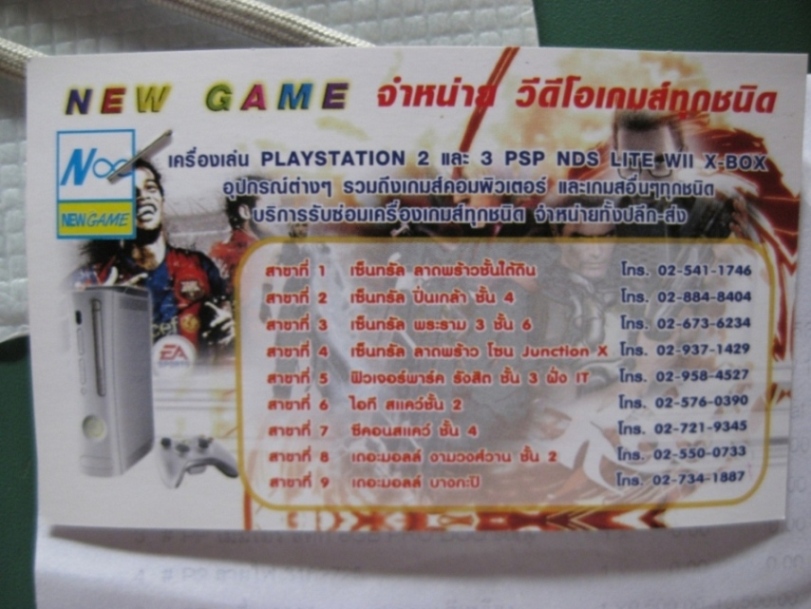 NEW GAME จำหน่าย วีดีโอเกมส์ทุกชนิด
N∞
NEW GAME
เครื่องเล่น PLAYSTATION 2 และ 3 PSP NDS LITE WII X-BOX
อุปกรณ์ต่างๆ รวมถึงเกมส์คอมพิวเตอร์ และเกมสอื่นๆทุกชนิด
บริการรับซ่อมเครื่องเกมส์ทุกชนิด จำหน่ายทั้งปลีก-ส่ง
สาขาที่ 1 เซ็นทรัล ลาดพร้าวชั้นใต้ดิน โทร. 02-541-1746
สาขาที่ 2 เซ็นทรัล ปิ่นเกล้า ชั้น 4 โทร. 02-884-8404
สาขาที่ 3 เซ็นทรัล พระราม 3 ชั้น 6 โทร. 02-673-6234
สาขาที่ 4 เซ็นทรัล ลาดพร้าว โซน Junction X โทร. 02-937-1429
สาขาที่ 5 ฟิวเจอร์พาร์ค รังสิต ชั้น 3 ฝั่ง IT โทร. 02-958-4527
สาขาที่ 6 ไอที สแควร์ชั้น 2 โทร. 02-576-0390
สาขาที่ 7 ซีคอนสแควร์ ชั้น 4 โทร. 02-721-9345
สาขาที่ 8 เดอะมอลล์ งามวงศ์วาน ชั้น 2 โทร. 02-550-0733
สาขาที่ 9 เดอะมอลล์ บางกะปิ โทร. 02-734-1887
EA
SPORTS